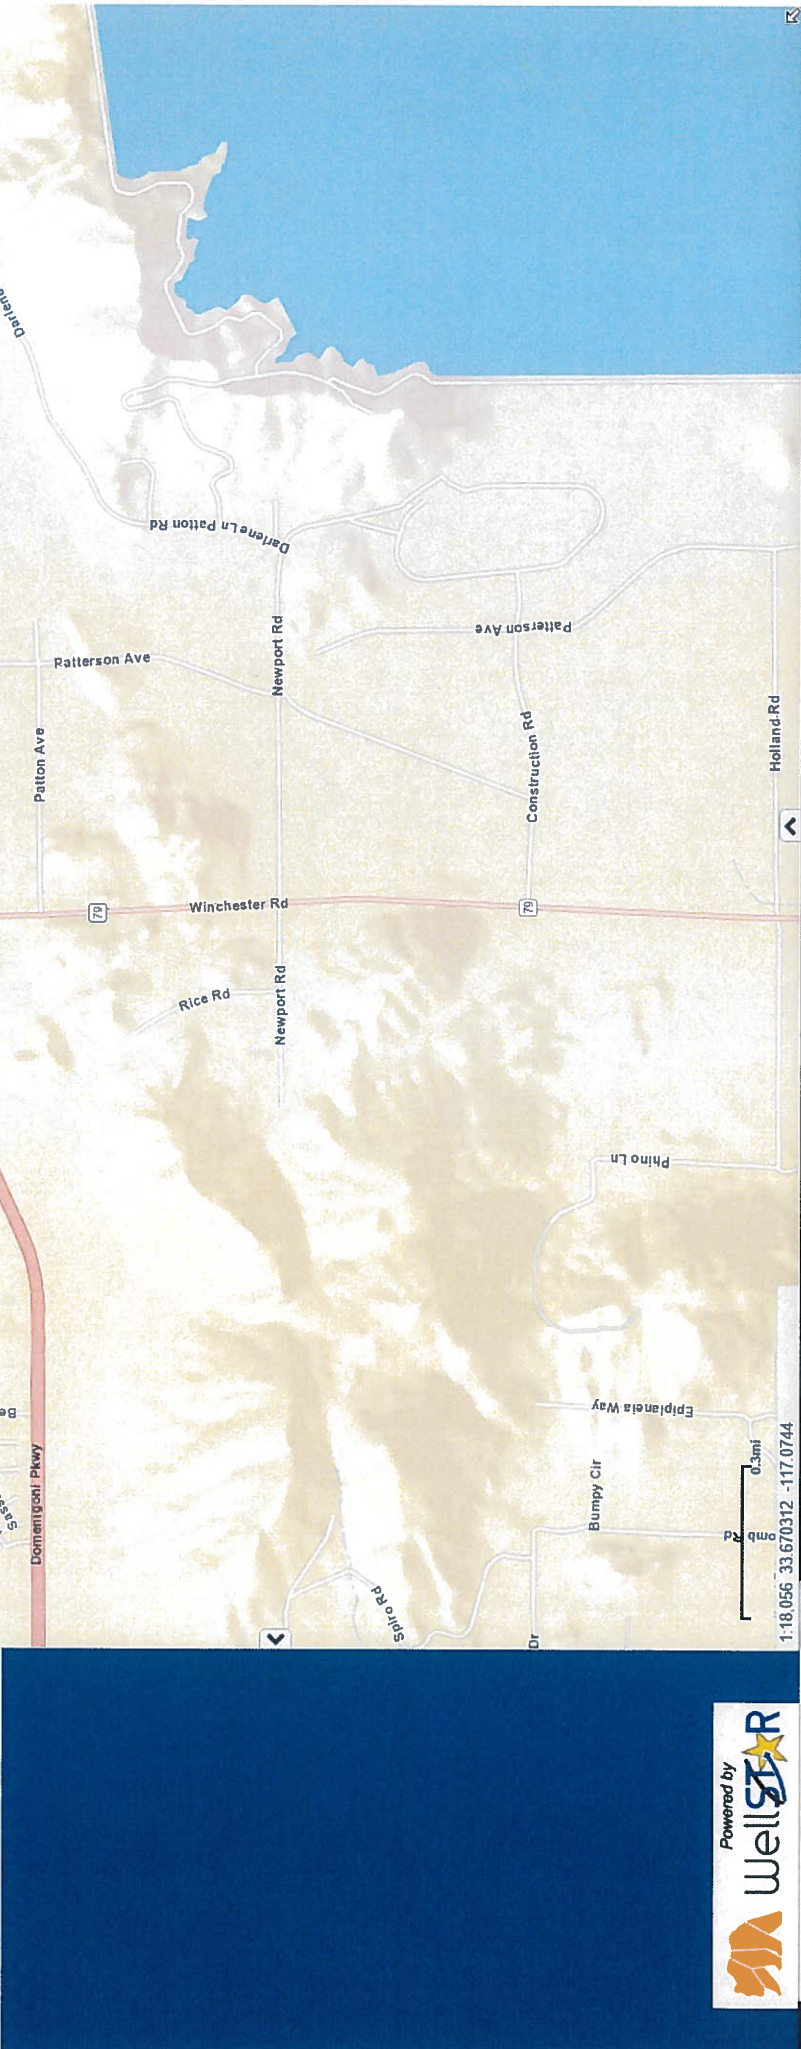 Domenigoni Pkwy
Patton Ave
Patterson Ave
Darlene Ln Patton Rd
79
Winchester Rd
Rice Rd
Newport Rd
Newport Rd
Spiro Rd
Dr
Construction Rd
79
Patterson Ave
Bumpy Cir
Phino Ln
Epiplaneia Way
Holland Rd
0.3mi
1:18,056 33.670312 -117.0744
Powered by
WellSTAR